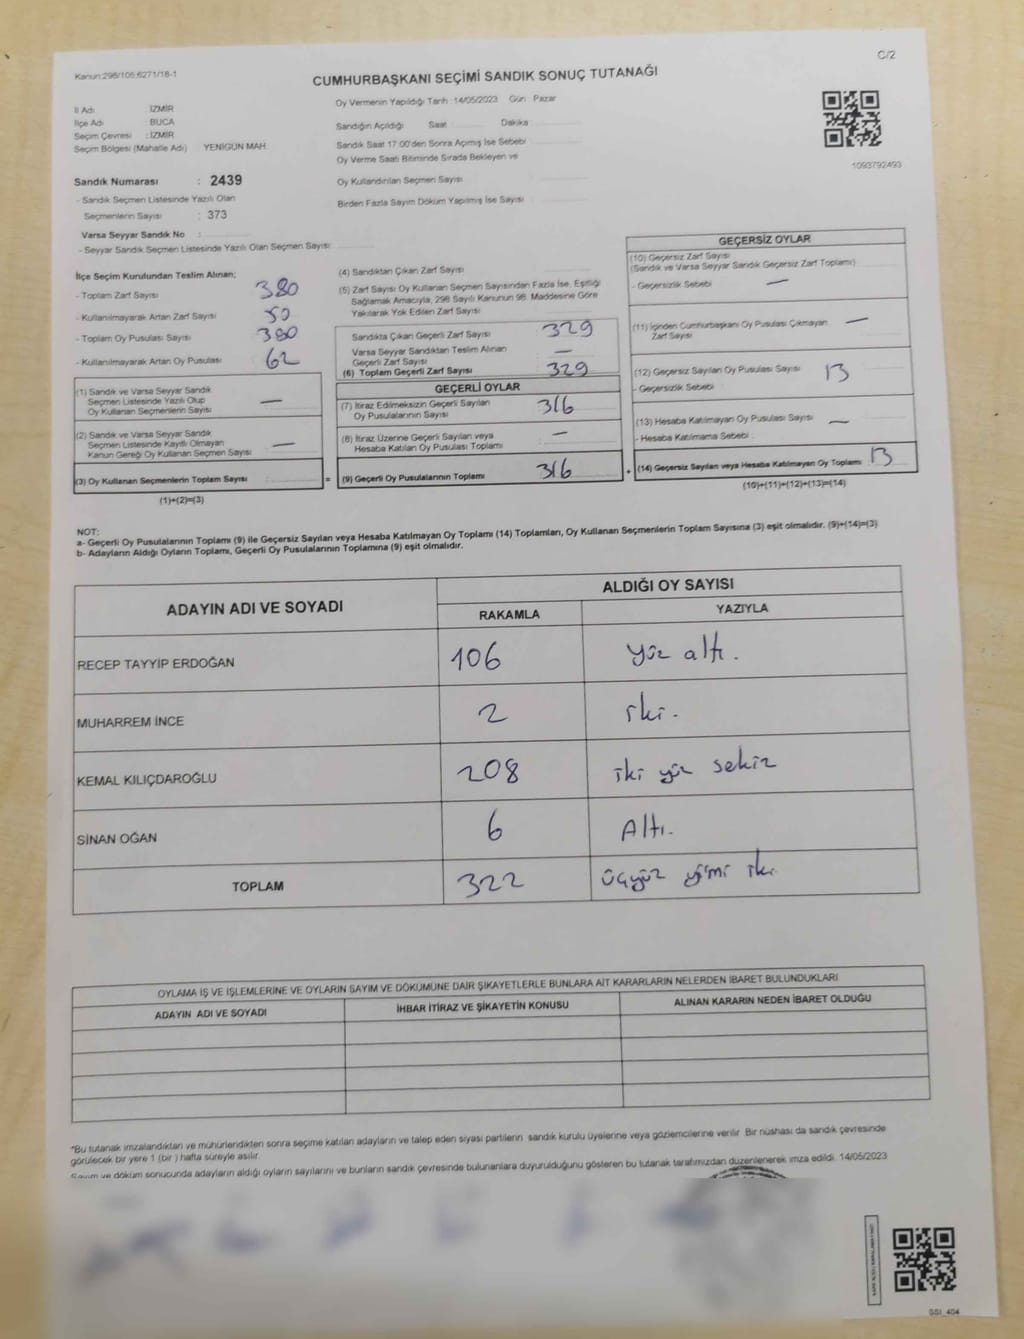 C/2
Kanun:298/105,6271/18-1
CUMHURBAŞKANI SEÇİMİ SANDIK SONUÇ TUTANAĞI
İl Adı : İZMİR
İlçe Adı : BUCA
Seçim Çevresi : İZMİR
Seçim Bölgesi (Mahalle Adı) : YENİGÜN MAH.
Sandık Numarası : 2439
- Sandık Seçmen Listesinde Yazılı Olan
Seçmenlerin Sayısı : 373
Varsa Seyyar Sandık No :
- Seyyar Sandık Seçmen Listesinde Yazılı Olan Seçmen Sayısı :
Oy Vermenin Yapıldığı Tarih :14/05/2023 Gün : Pazar
Sandığın Açıldığı Saat Dakika
Sandık Saat 17:00'den Sonra Açımış İse Sebebi
Oy Verme Saati Bitiminde Sırada Bekleyen ve
Oy Kullandırılan Seçmen Sayısı
Birden Fazla Sayım Döküm Yapılmış İse Sayısı
1093792493
İlçe Seçim Kurulundan Teslim Alınan;
- Toplam Zarf Sayısı 380
- Kullanılmayarak Artan Zarf Sayısı 50
- Toplam Oy Pusulası Sayısı 380
- Kullanılmayarak Artan Oy Pusulası 62
(1) Sandık ve Varsa Seyyar Sandık
Seçmen Listesinde Yazılı Olup
Oy Kullanan Seçmenlerin Sayısı —
(2) Sandık ve Varsa Seyyar Sandık
Seçmen Listesinde Kayıtlı Olmayan
Kanun Gereği Oy Kullanan Seçmen Sayısı —
(3) Oy Kullanan Seçmenlerin Toplam Sayısı =
(1)+(2)=(3)
(4) Sandıktan Çıkan Zarf Sayısı
(5) Zarf Sayısı Oy Kullanan Seçmen Sayısından Fazla İse, Eşitliği
Sağlamak Amacıyla, 298 Sayılı Kanunun 98. Maddesine Göre
Yakılarak Yok Edilen Zarf Sayısı
Sandıkta Çıkan Geçerli Zarf Sayısı 329
Varsa Seyyar Sandıktan Teslim Alınan
Geçerli Zarf Sayısı —
(6) Toplam Geçerli Zarf Sayısı 329
GEÇERLİ OYLAR
(7) İtiraz Edilmeksizin Geçerli Sayılan
Oy Pusulalarının Sayısı 316
(8) İtiraz Üzerine Geçerli Sayılan veya
Hesaba Katılan Oy Pusulası Toplamı —
(9) Geçerli Oy Pusulalarının Toplamı 316 +
GEÇERSİZ OYLAR
(10) Geçersiz Zarf Sayısı
(Sandık ve Varsa Seyyar Sandık Geçersiz Zarf Toplamı)
- Geçersizlik Sebebi —
(11) İçinden Cumhurbaşkanı Oy Pusulası Çıkmayan
Zarf Sayısı —
(12) Geçersiz Sayılan Oy Pusulası Sayısı 13
- Geçersizlik Sebebi
(13) Hesaba Katılmayan Oy Pusulası Sayısı —
- Hesaba Katılmama Sebebi :
(14) Geçersiz Sayılan veya Hesaba Katılmayan Oy Toplamı 13
(10)+(11)+(12)+(13)=(14)
NOT:
a- Geçerli Oy Pusulalarının Toplamı (9) ile Geçersiz Sayılan veya Hesaba Katılmayan Oy Toplamı (14) Toplamları, Oy Kullanan Seçmenlerin Toplam Sayısına (3) eşit olmalıdır. (9)+(14)=(3)
b- Adayların Aldığı Oyların Toplamı, Geçerli Oy Pusulalarının Toplamına (9) eşit olmalıdır.
ADAYIN ADI VE SOYADI ALDIĞI OY SAYISI
RAKAMLA YAZIYLA
RECEP TAYYİP ERDOĞAN 106 Yüz altı.
MUHARREM İNCE 2 iki.
KEMAL KILIÇDAROĞLU 208 iki yüz sekiz
SİNAN OĞAN 6 Altı.
TOPLAM 322 üçyüz yirmi iki
OYLAMA İŞ VE İŞLEMLERİNE VE OYLARIN SAYIM VE DÖKÜMÜNE DAİR ŞİKAYETLERLE BUNLARA AİT KARARLARIN NELERDEN İBARET BULUNDUKLARI
ADAYIN ADI VE SOYADI İHBAR İTİRAZ VE ŞİKAYETİN KONUSU ALINAN KARARIN NEDEN İBARET OLDUĞU
*Bu tutanak imzalandıktan ve mühürlendikten sonra seçime katılan adayların ve talep eden siyasi partilerin sandık kurulu üyelerine veya gözlemcilerine verilir. Bir nüshası da sandık çevresinde
görülecek bir yere 1 (bir ) hafta süreyle asılır.
Sayım ve döküm sonucunda adayların aldığı oyların sayılarını ve bunların sandık çevresinde bulunanlara duyurulduğunu gösteren bu tutanak tarafımızdan düzenlenerek imza edildi. 14/05/2023
SSI_404